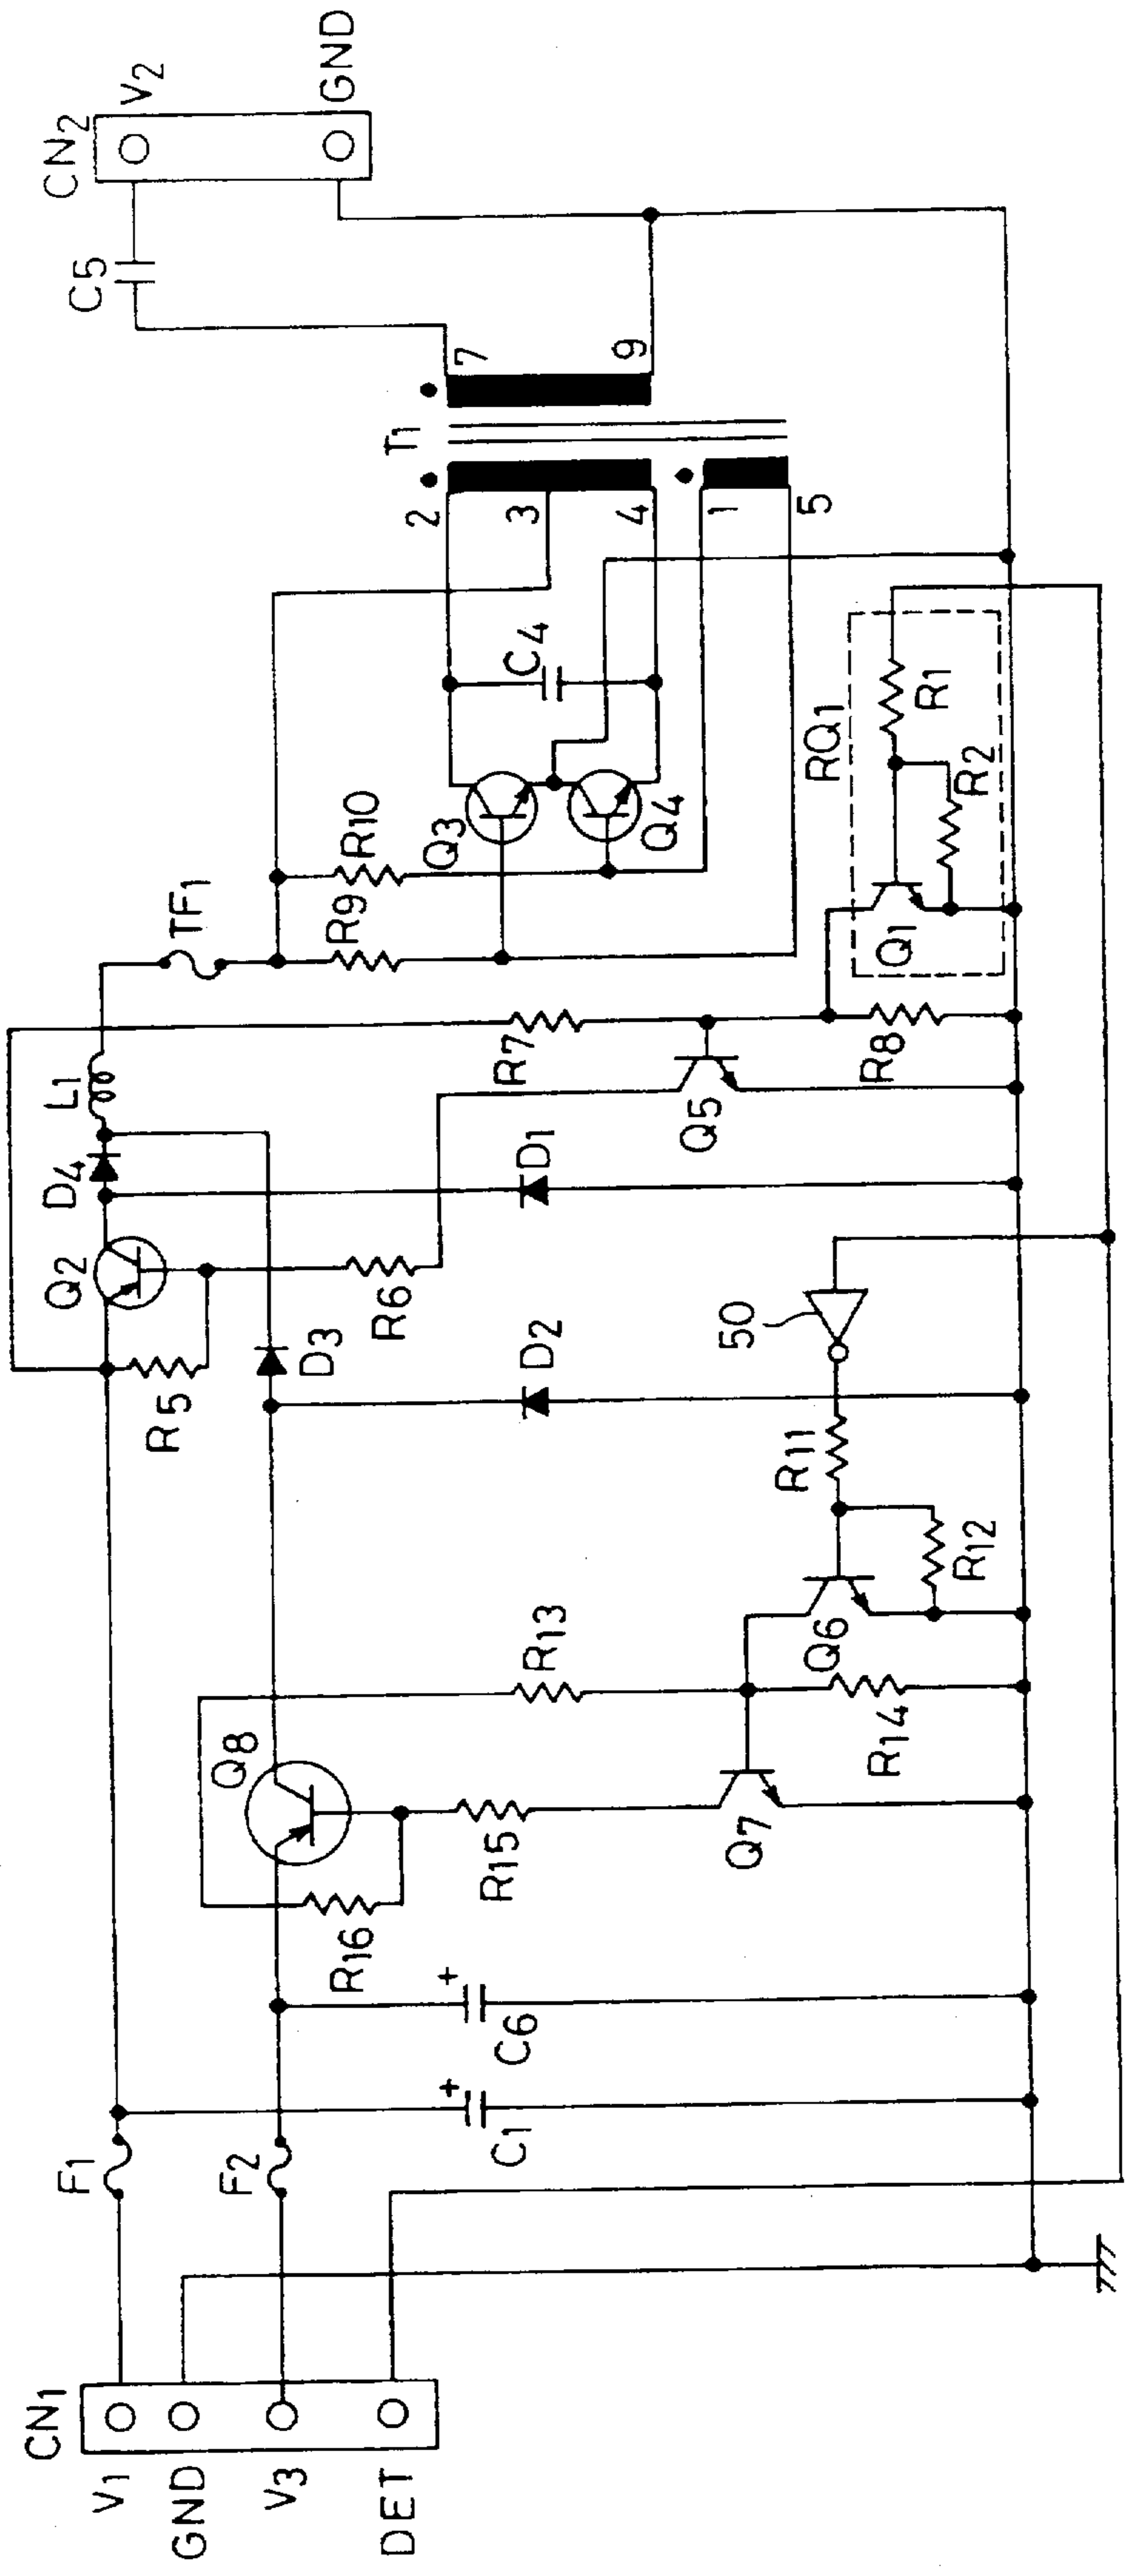 CN1
V1
GND
V3
DET
F1
F2
C1
C6
R16
Q8
R15
R13
Q7
R14
Q6
R12
R11
50
R5
Q2
D3
D2
R6
D4
D1
L1
Q5
R7
R8
TF1
R9
R10
Q3
Q4
C4
RQ1
Q1
R2
R1
T1
2
3
4
1
5
7
9
C5
CN2
V2
GND